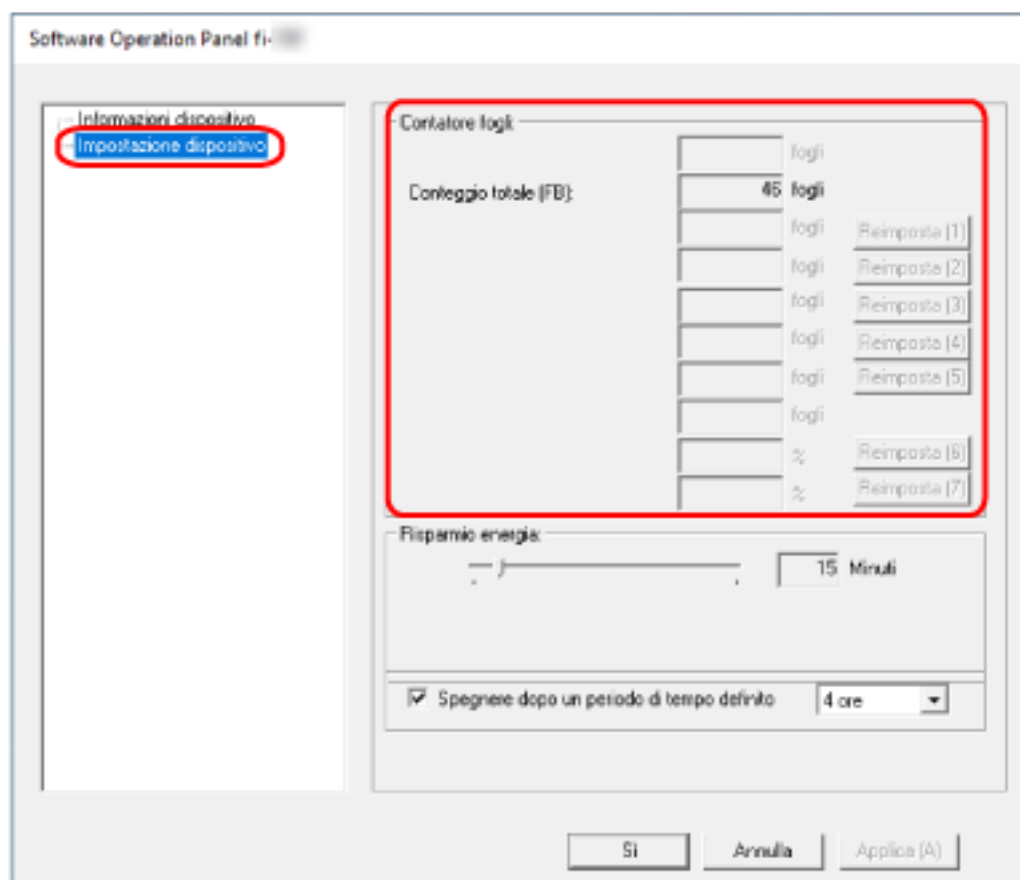 Software Operation Panel fi-
Informazioni dispositivo
Impostazione dispositivo
Contatore fogli:
fogli
Conteggio totale (FB): 46 fogli
fogli Reimposta (1)
fogli Reimposta (2)
fogli Reimposta (3)
fogli Reimposta (4)
fogli Reimposta (5)
fogli
% Reimposta (6)
% Reimposta (7)
Risparmio energia:
15 Minuti
Spegnere dopo un periodo di tempo definito 4 ore
Sì Annulla Applica (A)